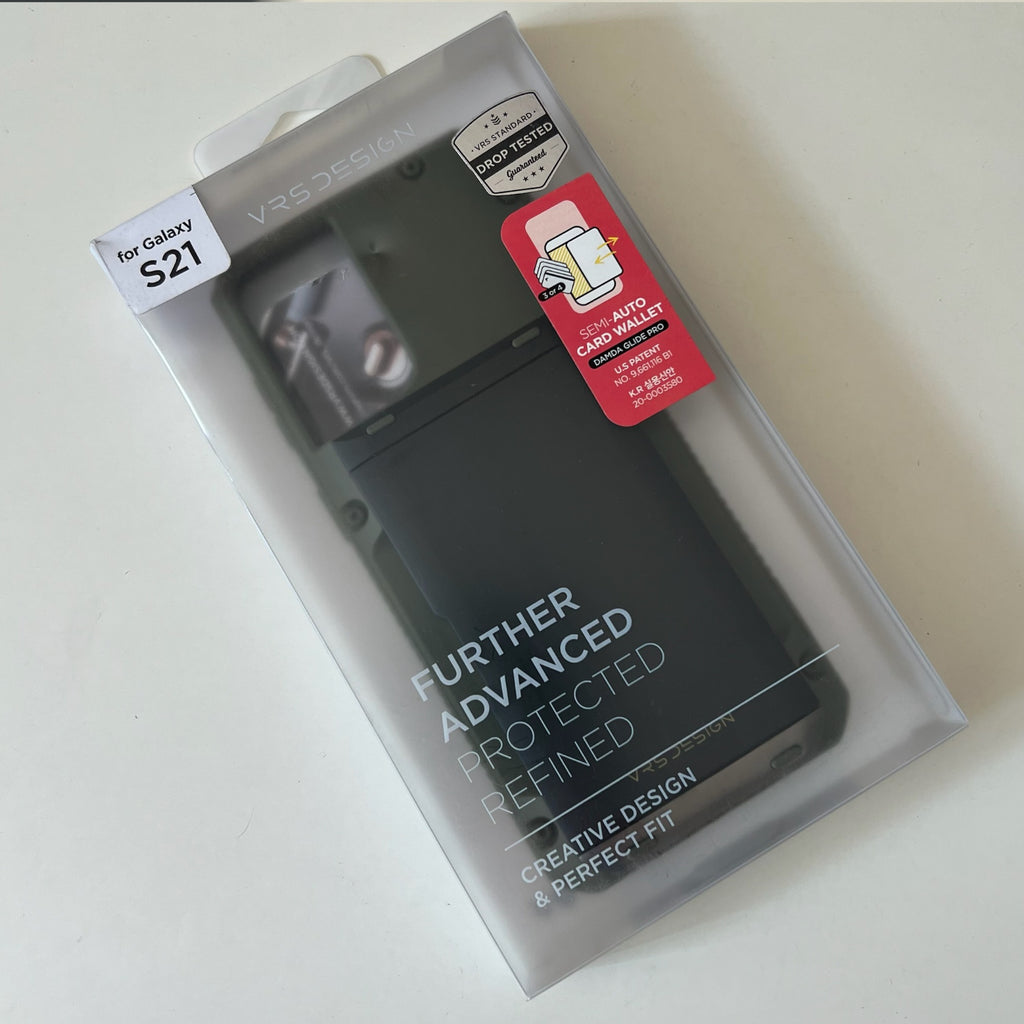 VRS DESIGN
· VRS STANDARD ·
DROP TESTED
Guaranteed
for Galaxy
S21
3 or 4
SEMI-AUTO
CARD WALLET
DAMDA GLIDE PRO
U.S PATENT
NO. 9,661,116 B1
K.R 실용신안
20-0003580
FURTHER
ADVANCED
PROTECTED
REFINED
VRS DESIGN
CREATIVE DESIGN
& PERFECT FIT